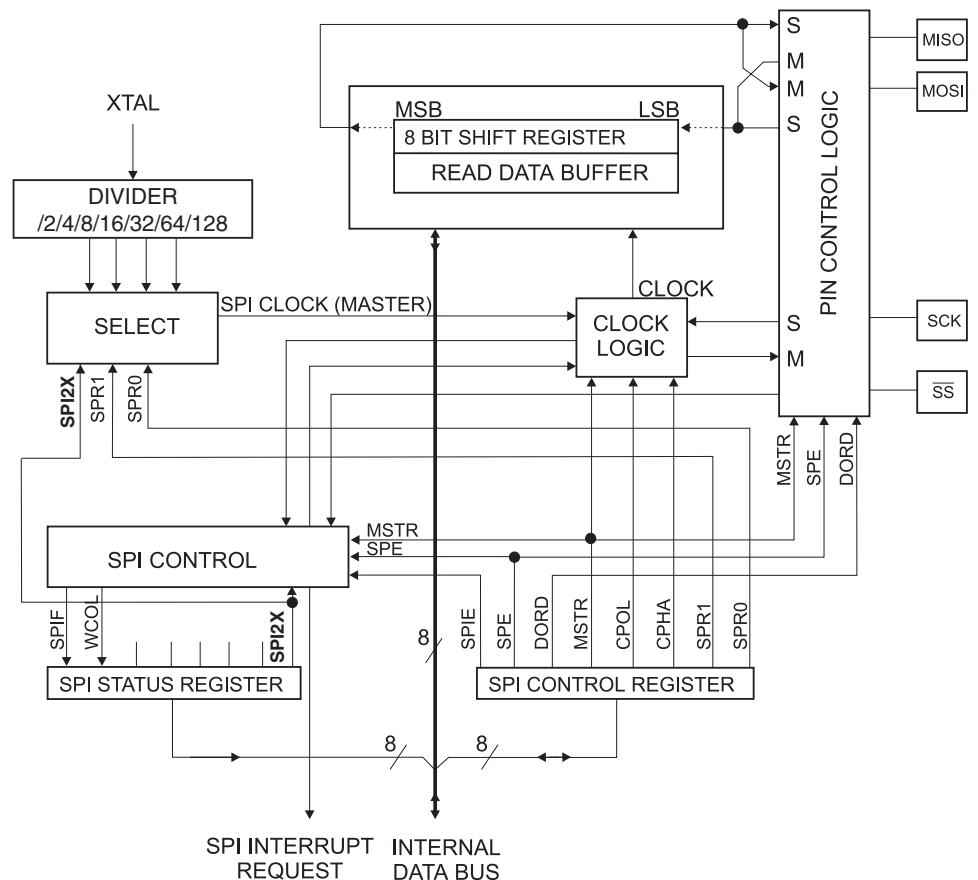 S
MISO
M
M
MOSI
XTAL
MSB
LSB
S
8 BIT SHIFT REGISTER
READ DATA BUFFER
DIVIDER
/2/4/8/16/32/64/128
PIN CONTROL LOGIC
SPI CLOCK (MASTER)
CLOCK
SELECT
CLOCK
LOGIC
S
M
SCK
SS
SPI2X
SPR1
SPR0
MSTR
SPE
DORD
MSTR
SPE
SPI CONTROL
SPIF
WCOL
SPI2X
8
SPIE
SPE
DORD
MSTR
CPOL
CPHA
SPR1
SPR0
SPI STATUS REGISTER
SPI CONTROL REGISTER
8
8
SPI INTERRUPT
REQUEST
INTERNAL
DATA BUS